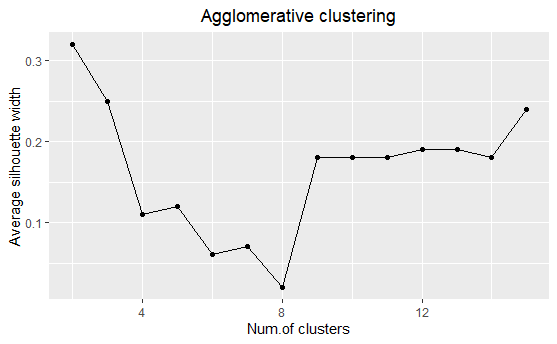 Agglomerative clustering
0.3
0.2
0.1
Average silhouette width
4 8 12
Num.of clusters